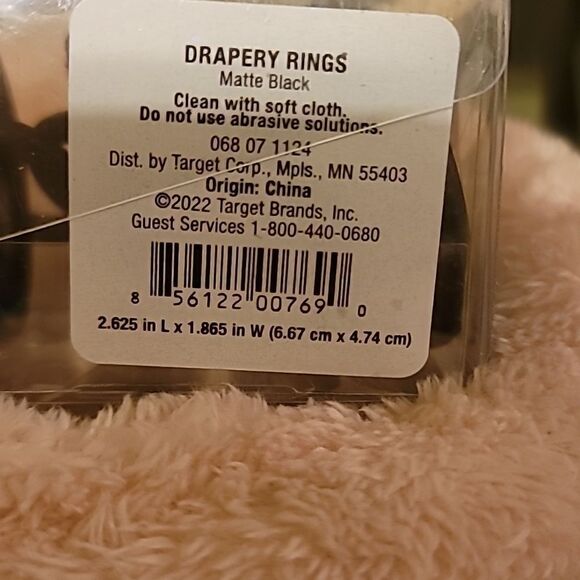 DRAPERY RINGS
Matte Black
Clean with soft cloth.
Do not use abrasive solutions.
068 07 1124
Dist. by Target Corp., Mpls., MN 55403
Origin: China
©2022 Target Brands, Inc.
Guest Services 1-800-440-0680
8 56122 00769 0
2.625 in L x 1.865 in W (6.67 cm x 4.74 cm)